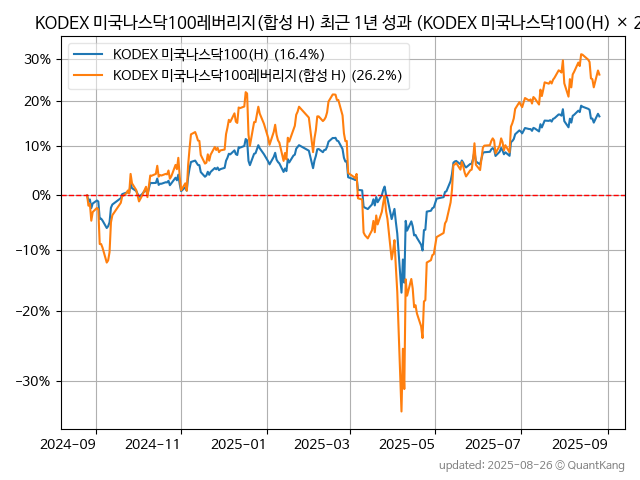 KODEX 미국나스닥100레버리지(합성 H) 최근 1년 성과 (KODEX 미국나스닥100(H) × 2
KODEX 미국나스닥100(H) (16.4%)
KODEX 미국나스닥100레버리지(합성 H) (26.2%)
30%
20%
10%
0%
−10%
−20%
−30%
2024-09 2024-11 2025-01 2025-03 2025-05 2025-07 2025-09
updated: 2025-08-26 © QuantKang